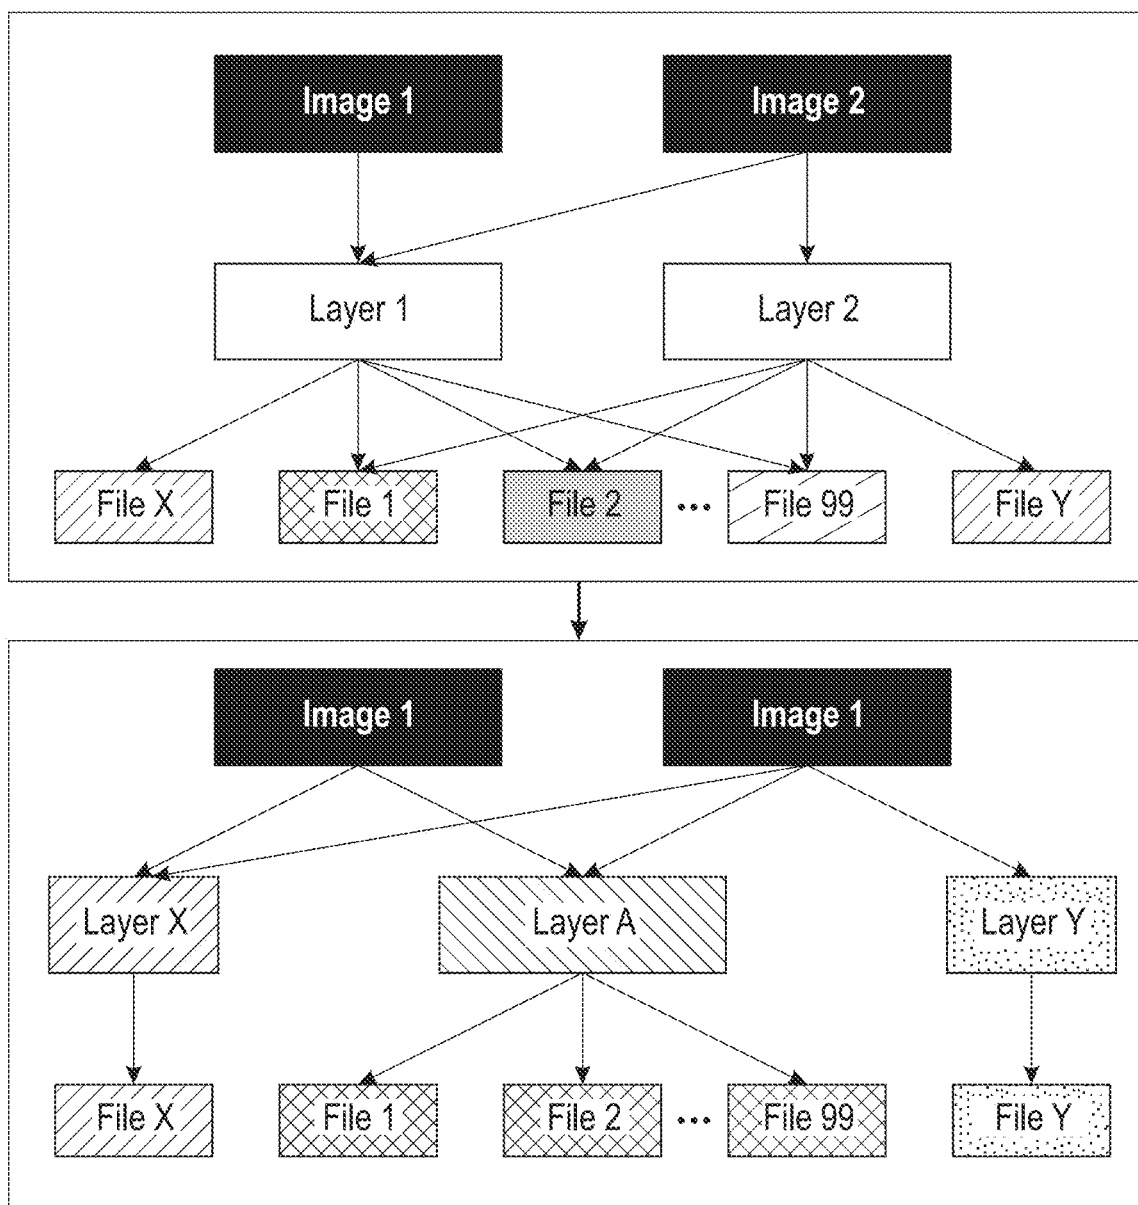 Image 1 Image 2
Layer 1 Layer 2
File X File 1 File 2 ... File 99 File Y
Image 1 Image 1
Layer X Layer A Layer Y
File X File 1 File 2 ... File 99 File Y